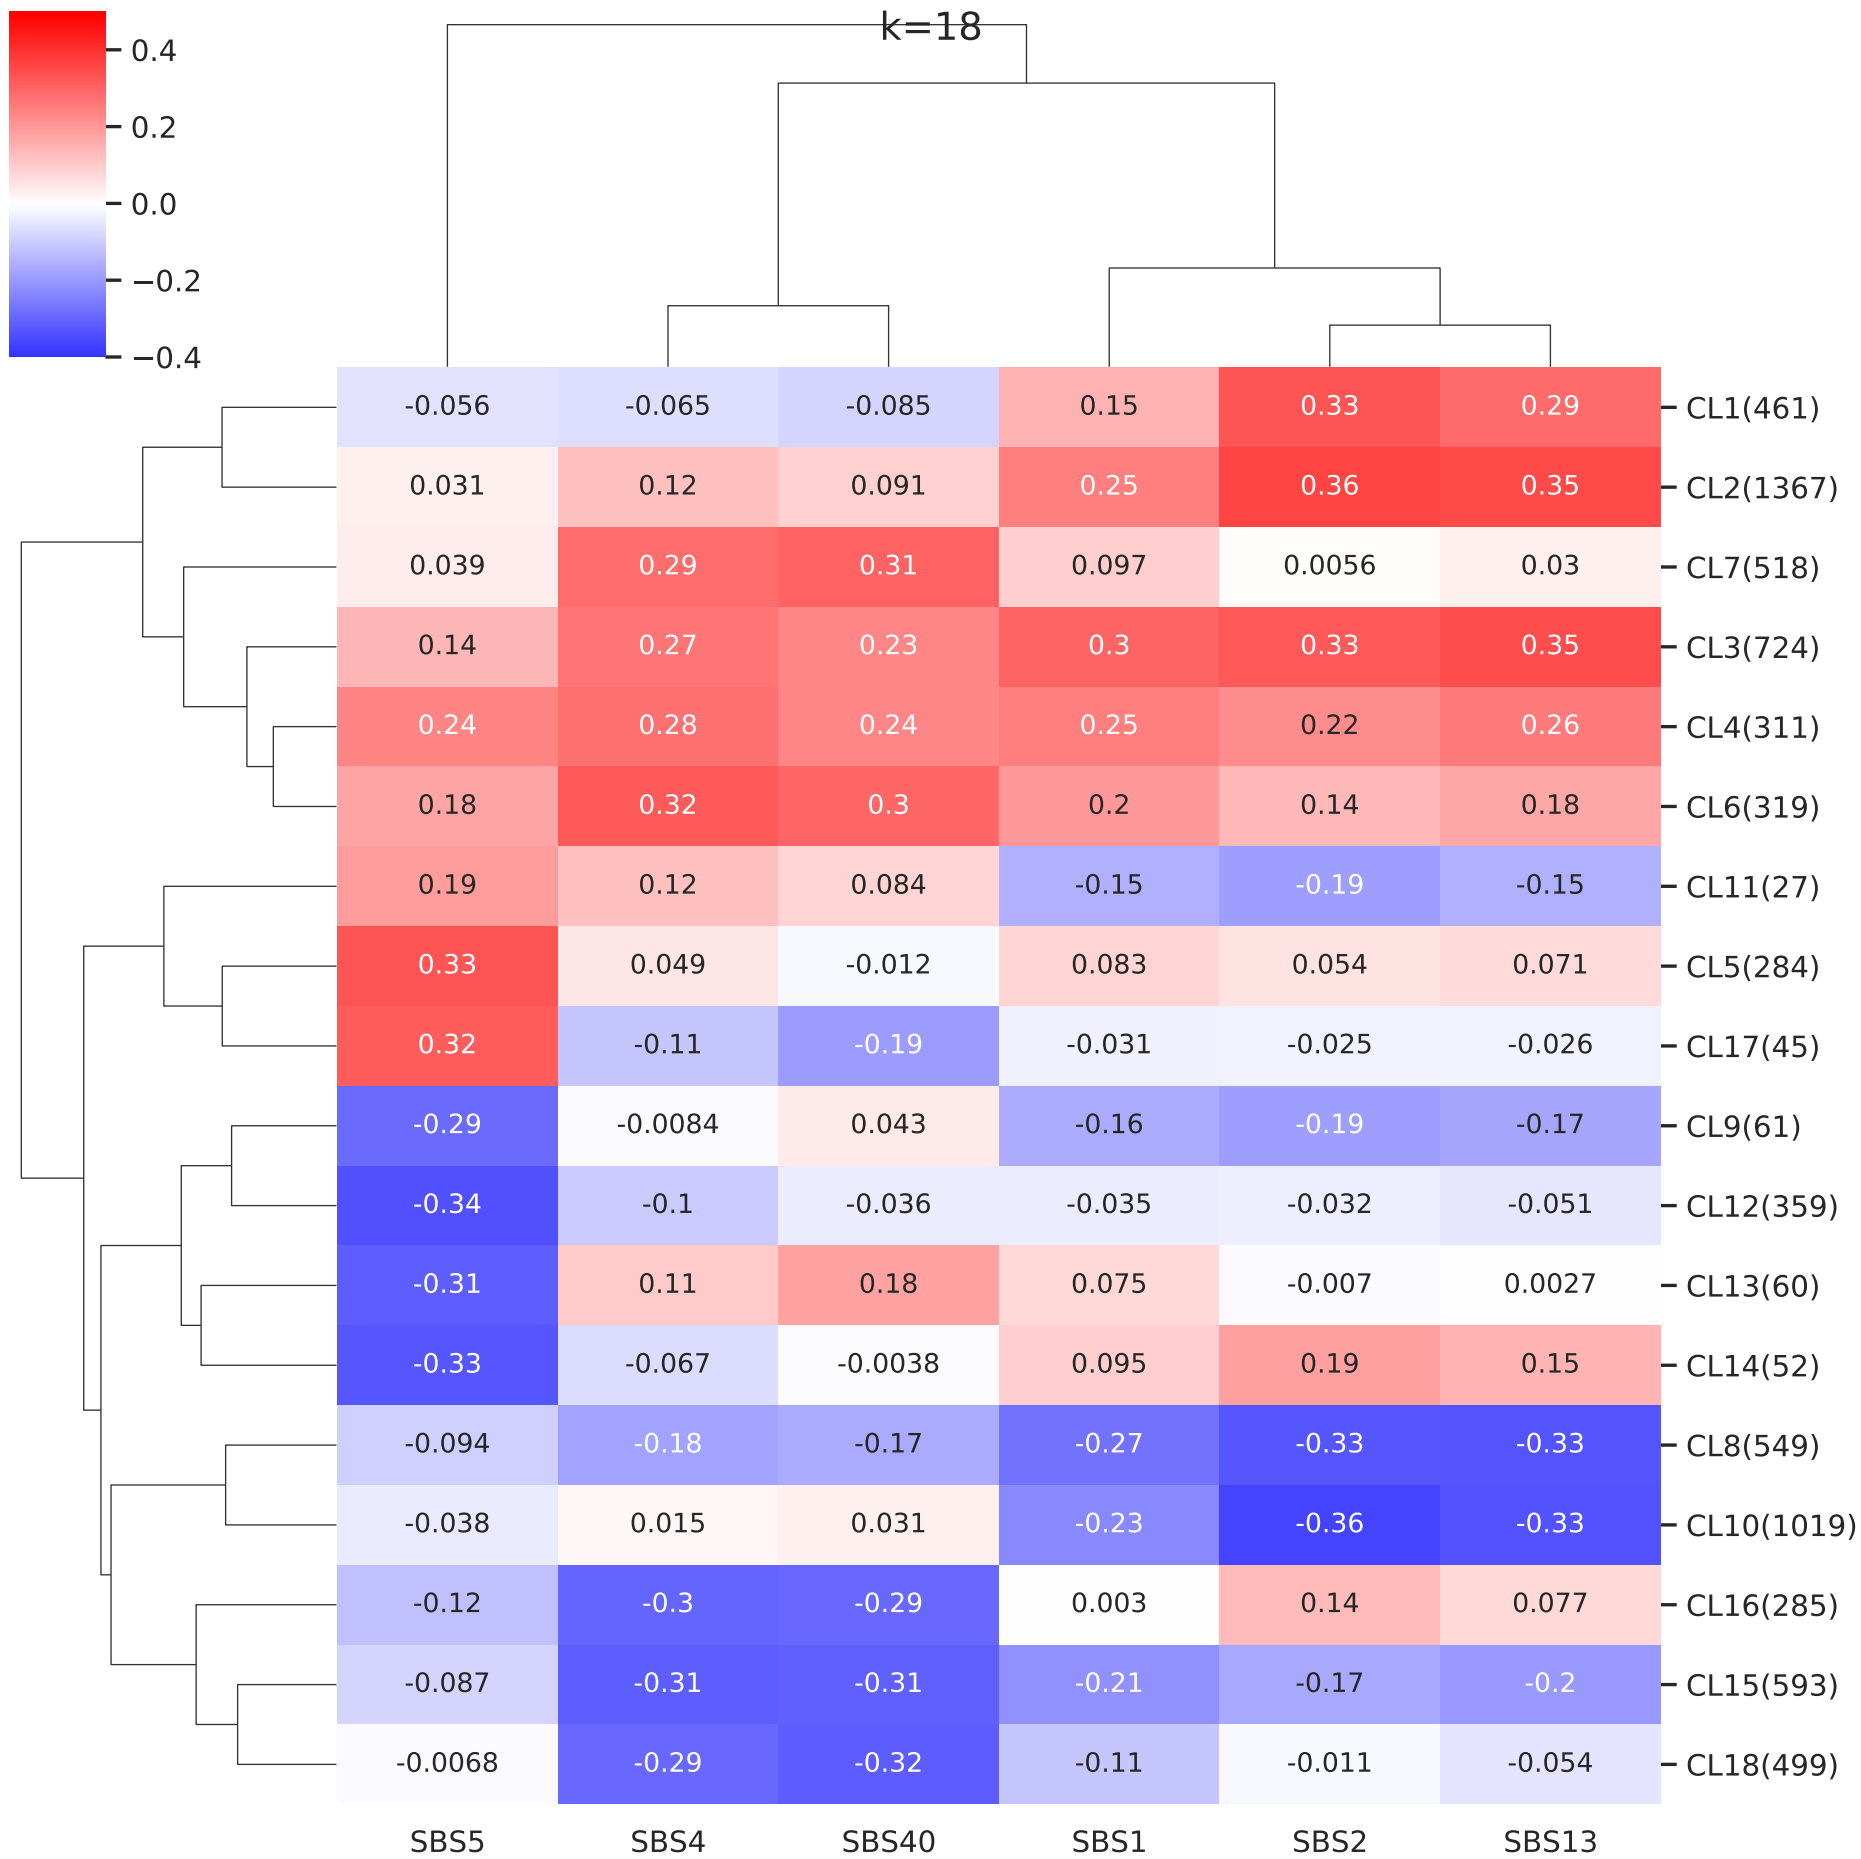 k=18
0.4
0.2
0.0
−0.2
−0.4
-0.056 -0.065 -0.085 0.15 0.33 0.29 CL1(461)
0.031 0.12 0.091 0.25 0.36 0.35 CL2(1367)
0.039 0.29 0.31 0.097 0.0056 0.03 CL7(518)
0.14 0.27 0.23 0.3 0.33 0.35 CL3(724)
0.24 0.28 0.24 0.25 0.22 0.26 CL4(311)
0.18 0.32 0.3 0.2 0.14 0.18 CL6(319)
0.19 0.12 0.084 -0.15 -0.19 -0.15 CL11(27)
0.33 0.049 -0.012 0.083 0.054 0.071 CL5(284)
0.32 -0.11 -0.19 -0.031 -0.025 -0.026 CL17(45)
-0.29 -0.0084 0.043 -0.16 -0.19 -0.17 CL9(61)
-0.34 -0.1 -0.036 -0.035 -0.032 -0.051 CL12(359)
-0.31 0.11 0.18 0.075 -0.007 0.0027 CL13(60)
-0.33 -0.067 -0.0038 0.095 0.19 0.15 CL14(52)
-0.094 -0.18 -0.17 -0.27 -0.33 -0.33 CL8(549)
-0.038 0.015 0.031 -0.23 -0.36 -0.33 CL10(1019)
-0.12 -0.3 -0.29 0.003 0.14 0.077 CL16(285)
-0.087 -0.31 -0.31 -0.21 -0.17 -0.2 CL15(593)
-0.0068 -0.29 -0.32 -0.11 -0.011 -0.054 CL18(499)
SBS5 SBS4 SBS40 SBS1 SBS2 SBS13